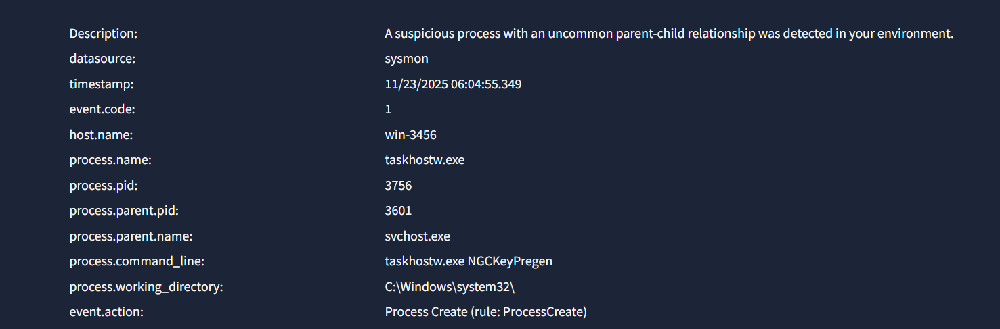 Description: A suspicious process with an uncommon parent-child relationship was detected in your environment.
datasource: sysmon
timestamp: 11/23/2025 06:04:55.349
event.code: 1
host.name: win-3456
process.name: taskhostw.exe
process.pid: 3756
process.parent.pid: 3601
process.parent.name: svchost.exe
process.command_line: taskhostw.exe NGCKeyPregen
process.working_directory: C:\Windows\system32\
event.action: Process Create (rule: ProcessCreate)